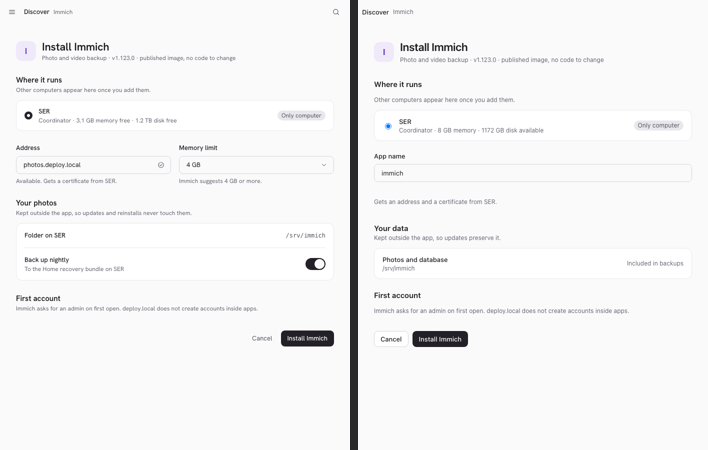 Discover Immich
I
Install Immich
Photo and video backup · v1.123.0 · published image, no code to change
Where it runs
Other computers appear here once you add them.
SER
Coordinator · 3.1 GB memory free · 1.2 TB disk free
Only computer
Address
photos.deploy.local
Available. Gets a certificate from SER.
Memory limit
4 GB
Immich suggests 4 GB or more.
Your photos
Kept outside the app, so updates and reinstalls never touch them.
Folder on SER
/srv/immich
Back up nightly
To the Home recovery bundle on SER
First account
Immich asks for an admin on first open. deploy.local does not create accounts inside apps.
Cancel
Install Immich
Discover Immich
I
Install Immich
Photo and video backup · v1.123.0 · published image, no code to change
Where it runs
Other computers appear here once you add them.
SER
Coordinator · 8 GB memory · 1172 GB disk available
Only computer
App name
immich
Gets an address and a certificate from SER.
Your data
Kept outside the app, so updates preserve it.
Photos and database
/srv/immich
Included in backups
First account
Immich asks for an admin on first open. deploy.local does not create accounts inside apps.
Cancel
Install Immich